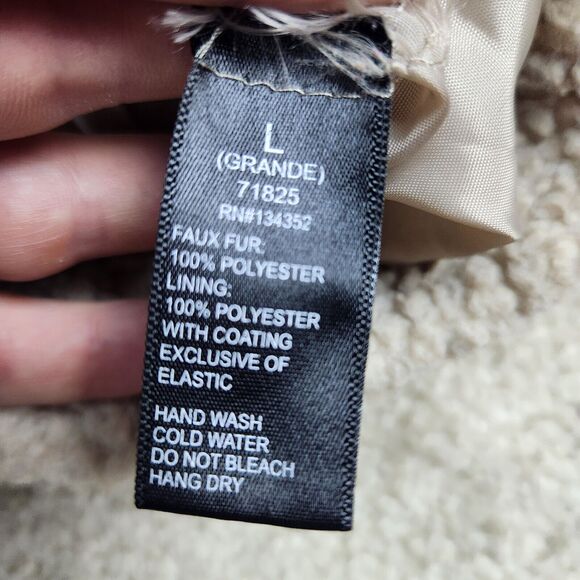 L
(GRANDE)
71825
RN#134352
FAUX FUR:
100% POLYESTER
LINING:
100% POLYESTER
WITH COATING
EXCLUSIVE OF
ELASTIC
HAND WASH
COLD WATER
DO NOT BLEACH
HANG DRY